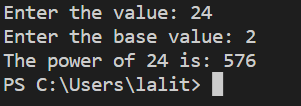 Enter the value: 24
Enter the base value: 2
The power of 24 is: 576
PS C:\Users\lalit>